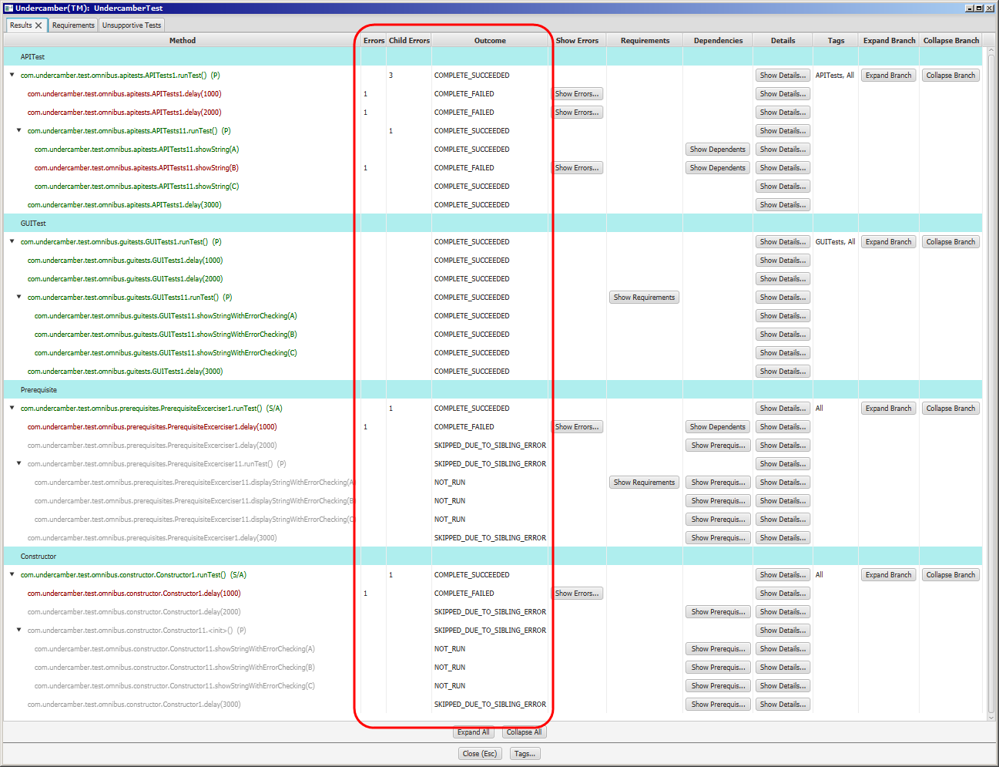 Undercamber(TM):  UndercamberTest
Results Requirements Unsupportive Tests
Method Errors Child Errors Outcome Show Errors Requirements Dependencies Details Tags Expand Branch Collapse Branch
APITest
com.undercamber.test.omnibus.apitests.APITests1.runTest()  (P) 3 COMPLETE_SUCCEEDED Show Details... APITests, All Expand Branch Collapse Branch
com.undercamber.test.omnibus.apitests.APITests1.delay(1000) 1 COMPLETE_FAILED Show Errors... Show Details...
com.undercamber.test.omnibus.apitests.APITests1.delay(2000) 1 COMPLETE_FAILED Show Errors... Show Details...
com.undercamber.test.omnibus.apitests.APITests11.runTest()  (P) 1 COMPLETE_SUCCEEDED Show Details...
com.undercamber.test.omnibus.apitests.APITests11.showString(A) COMPLETE_SUCCEEDED Show Dependents Show Details...
com.undercamber.test.omnibus.apitests.APITests11.showString(B) 1 COMPLETE_FAILED Show Errors... Show Dependents Show Details...
com.undercamber.test.omnibus.apitests.APITests11.showString(C) COMPLETE_SUCCEEDED Show Details...
com.undercamber.test.omnibus.apitests.APITests1.delay(3000) COMPLETE_SUCCEEDED Show Details...
GUITest
com.undercamber.test.omnibus.guitests.GUITests1.runTest()  (P) COMPLETE_SUCCEEDED Show Details... GUITests, All Expand Branch Collapse Branch
com.undercamber.test.omnibus.guitests.GUITests1.delay(1000) COMPLETE_SUCCEEDED Show Details...
com.undercamber.test.omnibus.guitests.GUITests1.delay(2000) COMPLETE_SUCCEEDED Show Details...
com.undercamber.test.omnibus.guitests.GUITests11.runTest()  (P) COMPLETE_SUCCEEDED Show Requirements Show Details...
com.undercamber.test.omnibus.guitests.GUITests11.showStringWithErrorChecking(A) COMPLETE_SUCCEEDED Show Details...
com.undercamber.test.omnibus.guitests.GUITests11.showStringWithErrorChecking(B) COMPLETE_SUCCEEDED Show Details...
com.undercamber.test.omnibus.guitests.GUITests11.showStringWithErrorChecking(C) COMPLETE_SUCCEEDED Show Details...
com.undercamber.test.omnibus.guitests.GUITests1.delay(3000) COMPLETE_SUCCEEDED Show Details...
Prerequisite
com.undercamber.test.omnibus.prerequisites.PrerequisiteExcerciser1.runTest()  (S/A) 1 COMPLETE_SUCCEEDED Show Details... All Expand Branch Collapse Branch
com.undercamber.test.omnibus.prerequisites.PrerequisiteExcerciser1.delay(1000) 1 COMPLETE_FAILED Show Errors... Show Dependents Show Details...
com.undercamber.test.omnibus.prerequisites.PrerequisiteExcerciser1.delay(2000) SKIPPED_DUE_TO_SIBLING_ERROR Show Prerequis... Show Details...
com.undercamber.test.omnibus.prerequisites.PrerequisiteExcerciser11.runTest()  (P) SKIPPED_DUE_TO_SIBLING_ERROR Show Details...
com.undercamber.test.omnibus.prerequisites.PrerequisiteExcerciser11.displayStringWithErrorChecking(A NOT_RUN Show Requirements Show Prerequis... Show Details...
com.undercamber.test.omnibus.prerequisites.PrerequisiteExcerciser11.displayStringWithErrorChecking(B NOT_RUN Show Prerequis... Show Details...
com.undercamber.test.omnibus.prerequisites.PrerequisiteExcerciser11.displayStringWithErrorChecking(C NOT_RUN Show Prerequis... Show Details...
com.undercamber.test.omnibus.prerequisites.PrerequisiteExcerciser1.delay(3000) SKIPPED_DUE_TO_SIBLING_ERROR Show Prerequis... Show Details...
Constructor
com.undercamber.test.omnibus.constructor.Constructor1.runTest()  (S/A) 1 COMPLETE_SUCCEEDED Show Details... All Expand Branch Collapse Branch
com.undercamber.test.omnibus.constructor.Constructor1.delay(1000) 1 COMPLETE_FAILED Show Errors... Show Details...
com.undercamber.test.omnibus.constructor.Constructor1.delay(2000) SKIPPED_DUE_TO_SIBLING_ERROR Show Prerequis... Show Details...
com.undercamber.test.omnibus.constructor.Constructor11.<init>()  (P) SKIPPED_DUE_TO_SIBLING_ERROR Show Details...
com.undercamber.test.omnibus.constructor.Constructor11.showStringWithErrorChecking(A) NOT_RUN Show Prerequis... Show Details...
com.undercamber.test.omnibus.constructor.Constructor11.showStringWithErrorChecking(B) NOT_RUN Show Prerequis... Show Details...
com.undercamber.test.omnibus.constructor.Constructor11.showStringWithErrorChecking(C) NOT_RUN Show Prerequis... Show Details...
com.undercamber.test.omnibus.constructor.Constructor1.delay(3000) SKIPPED_DUE_TO_SIBLING_ERROR Show Prerequis... Show Details...
Expand All Collapse All
Close (Esc) Tags...